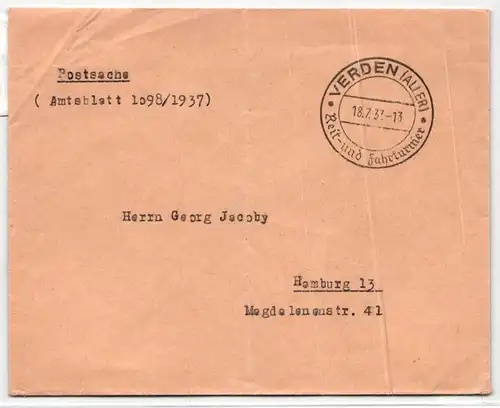 Postsache
( Amtsblatt 1o98/1937)
VERDEN (ALLER)
18.7.37.-13
Reit- und Fahrturnier
Herrn Georg Jacoby
Hamburg 13
Magdalenenstr. 41